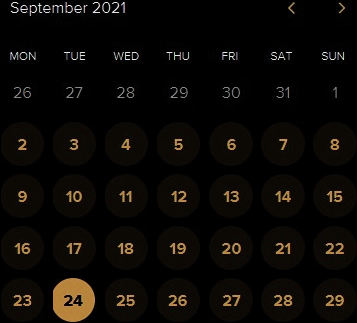 September 2021
MON TUE WED THU FRI SAT SUN
26 27 28 29 30 31 1
2 3 4 5 6 7 8
9 10 11 12 13 14 15
16 17 18 19 20 21 22
23 24 25 26 27 28 29